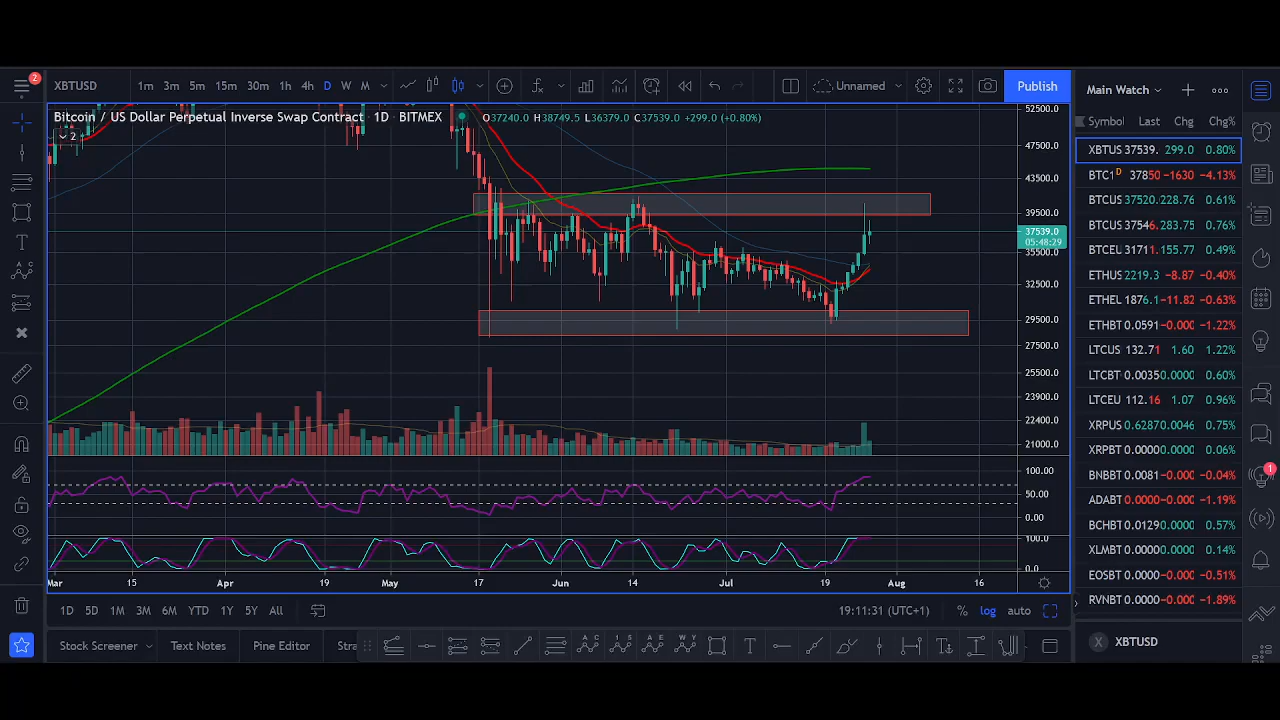 2
XBTUSD 1m 3m 5m 15m 30m 1h 4h D W M Unnamed Publish
Bitcoin / US Dollar Perpetual Inverse Swap Contract · 1D · BITMEX O37240.0 H38749.5 L36379.0 C37539.0 +299.0 (+0.80%)
2
52500.0
47500.0
43500.0
39500.0
37539.0
05:48:29
35500.0
32500.0
29500.0
27500.0
25500.0
23900.0
22400.0
21000.0
100.00
50.00
0.00
100.0
0.0
Mar 15 Apr 19 May 17 Jun 14 Jul 19 Aug 16
1D 5D 1M 3M 6M YTD 1Y 5Y All 19:11:31 (UTC+1) % log auto
Stock Screener Text Notes Pine Editor Stra
Main Watch
Symbol Last Chg Chg%
XBTUS 37539. 299.0 0.80%
BTC1 D 37850 -1630 -4.13%
BTCUS 37520. 228.76 0.61%
BTCUS 37546. 283.75 0.76%
BTCEL 31711. 155.77 0.49%
ETHUS 2219.3 -8.87 -0.40%
ETHEL 1876.1 -11.82 -0.63%
ETHBT 0.0591 -0.000 -1.22%
LTCUS 132.71 1.60 1.22%
LTCBT 0.0035 0.0000 0.60%
LTCEU 112.16 1.07 0.96%
XRPUS 0.6287 0.0046 0.75%
XRPBT 0.0000 0.0000 0.06%
BNBBT 0.0081 -0.000 -0.04%
ADABT 0.0000 -0.000 -1.19%
BCHBT 0.0129 0.0000 0.57%
XLMBT 0.0000 0.0000 0.14%
EOSBT 0.0000 -0.000 -0.51%
RVNBT 0.0000 -0.000 -1.89%
X XBTUSD
1